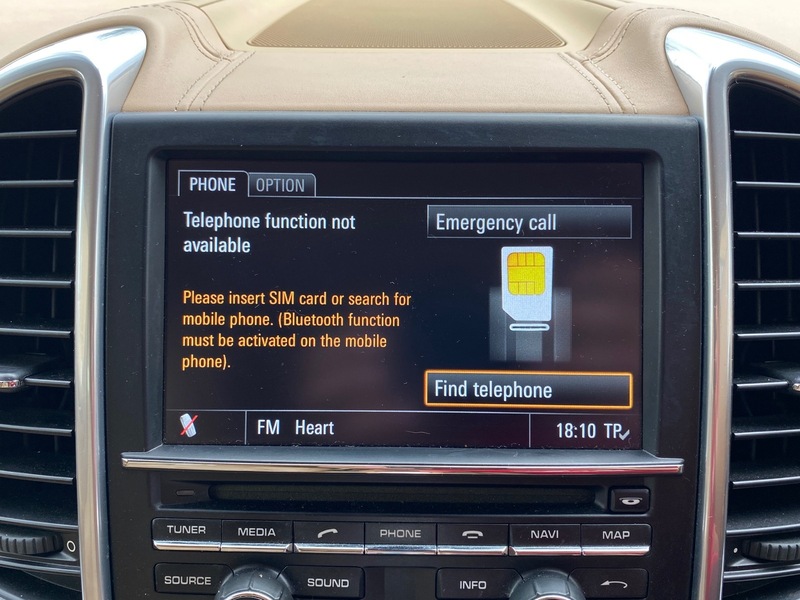 PHONE OPTION
Telephone function not
available
Emergency call
Please insert SIM card or search for
mobile phone. (Bluetooth function
must be activated on the mobile
phone).
Find telephone
FM Heart
18:10 TP
TUNER MEDIA PHONE NAVI MAP
SOURCE SOUND INFO